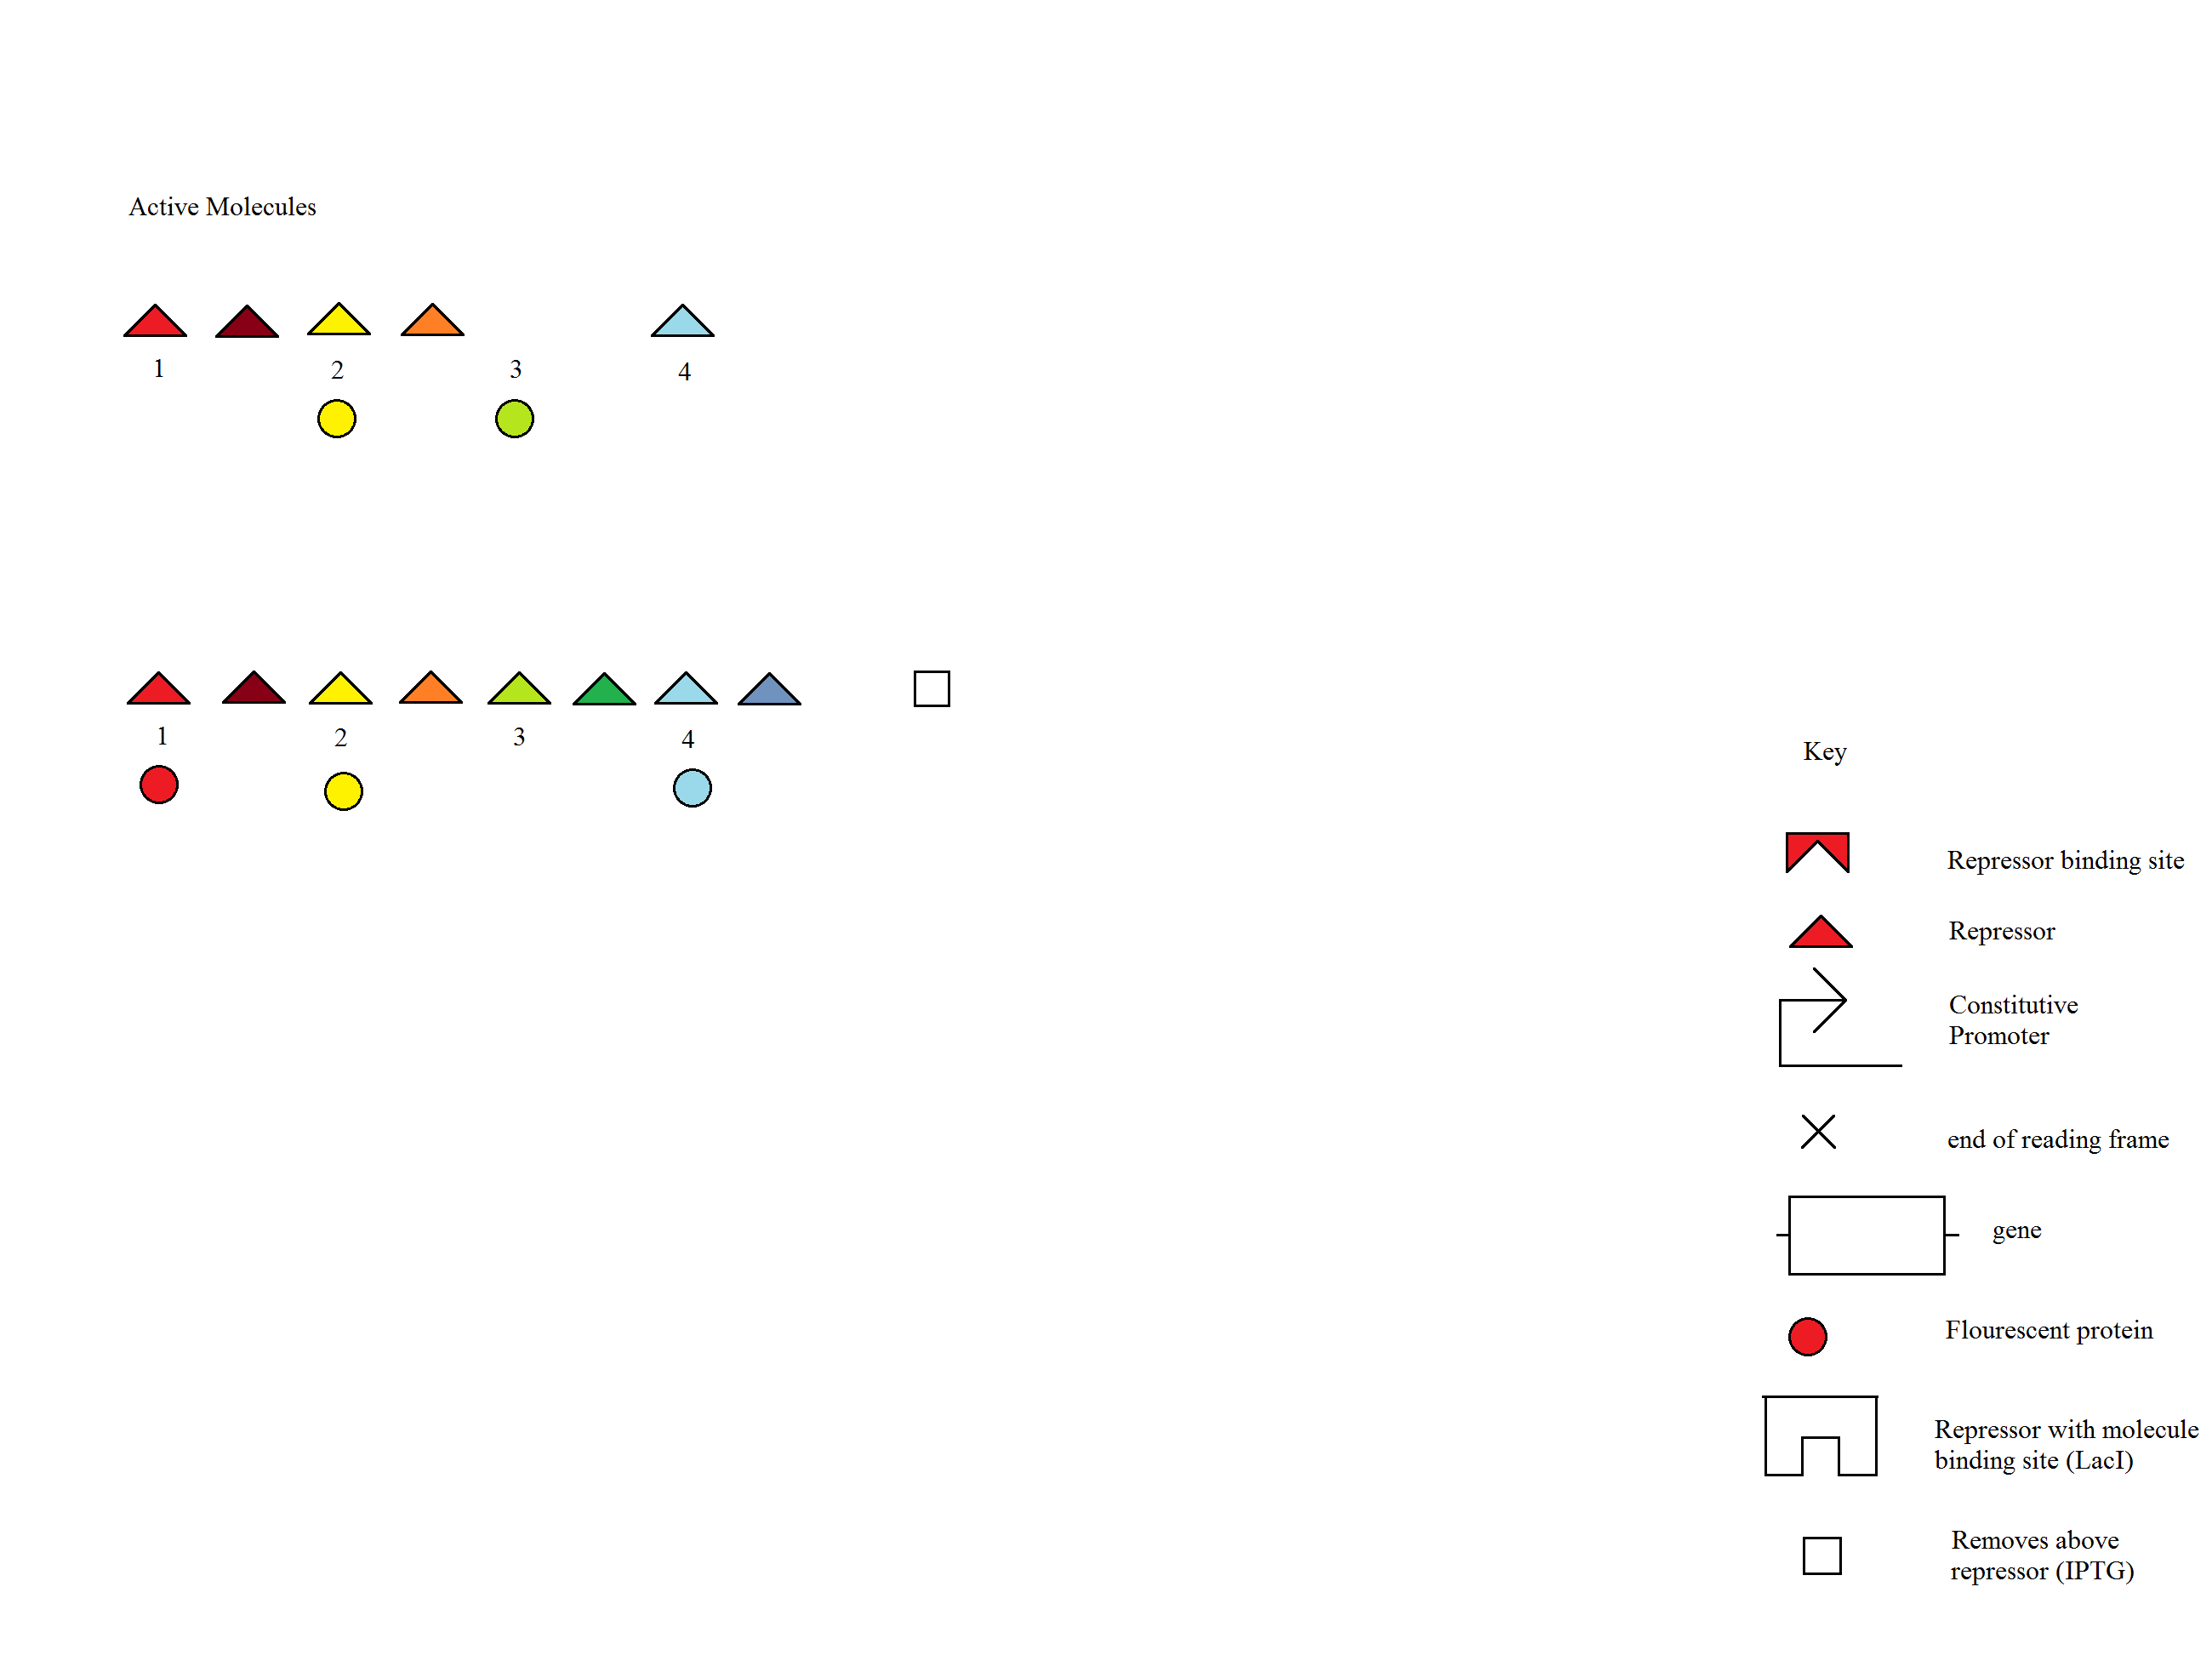 Active Molecules
1 2 3 4
1 2 3 4
Key
Repressor binding site
Repressor
Constitutive
Promoter
end of reading frame
gene
Flourescent protein
Repressor with molecule
binding site (LacI)
Removes above
repressor (IPTG)